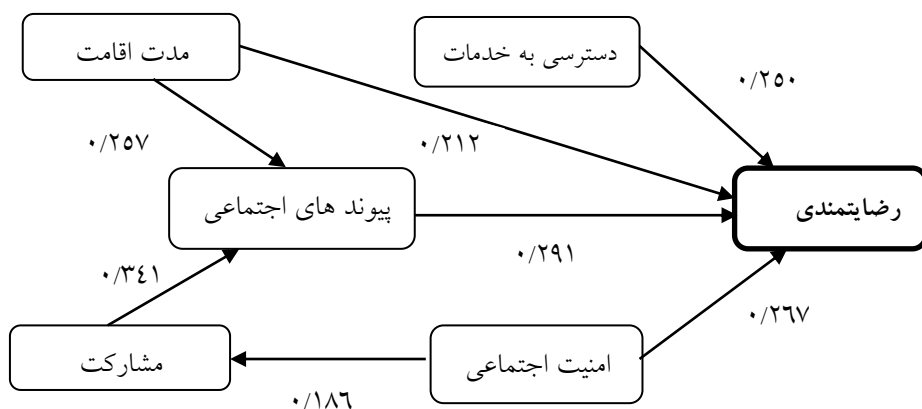 مدت اقامت
دسترسی به خدمات
۰/۲۵۰
۰/۲۵۷
۰/۲۱۲
پیوند های اجتماعی
رضایتمندی
۰/۳٤۱
۰/۲۹۱
۰/۲٦۷
مشارکت
امنیت اجتماعی
۰/۱۸٦